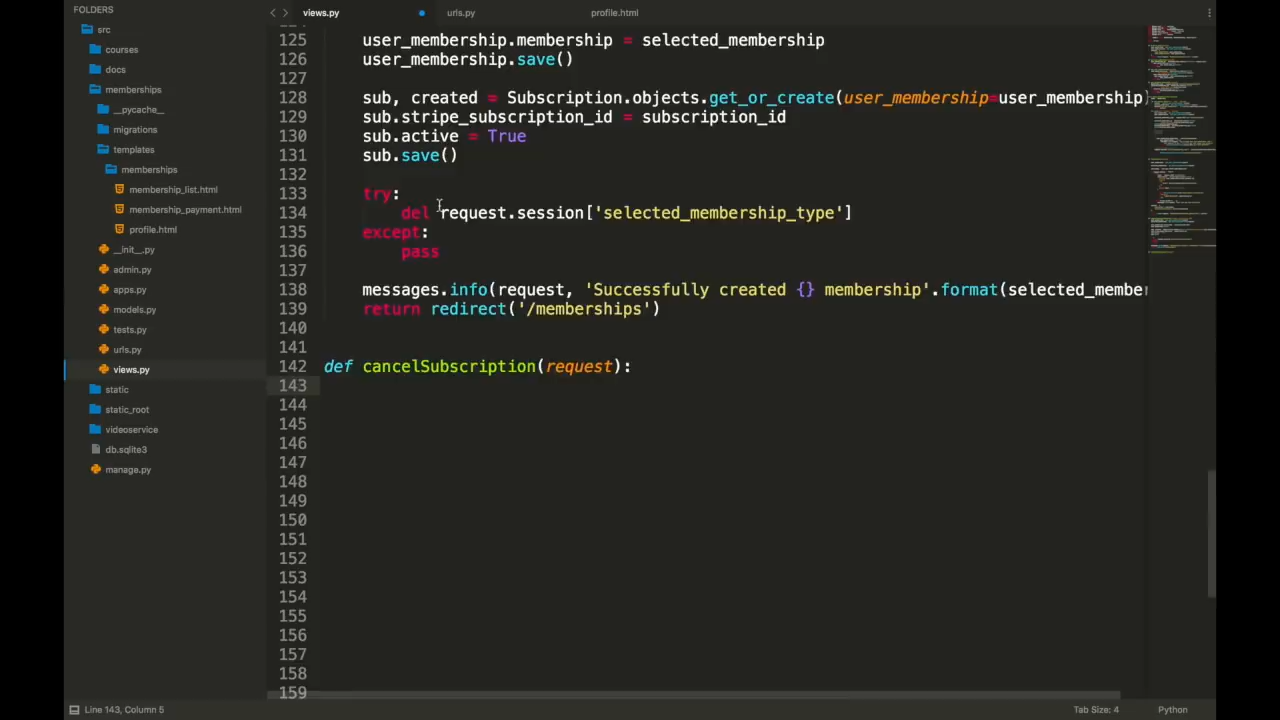 FOLDERS
src
courses
docs
memberships
__pycache__
migrations
templates
memberships
membership_list.html
membership_payment.html
profile.html
__init__.py
admin.py
apps.py
models.py
tests.py
urls.py
views.py
static
static_root
videoservice
db.sqlite3
manage.py
views.py urls.py profile.html
125 user_membership.membership = selected_membership
126 user_membership.save()
127
128 sub, created = Subscription.objects.get_or_create(user_membership=user_membership)
129 sub.stripe_subscription_id = subscription_id
130 sub.active = True
131 sub.save()
132
133 try:
134 del request.session['selected_membership_type']
135 except:
136 pass
137
138 messages.info(request, 'Successfully created {} membership'.format(selected_member
139 return redirect('/memberships')
140
141
142 def cancelSubscription(request):
143
144
145
146
147
148
149
150
151
152
153
154
155
156
157
158
159
Line 143, Column 5 Tab Size: 4 Python